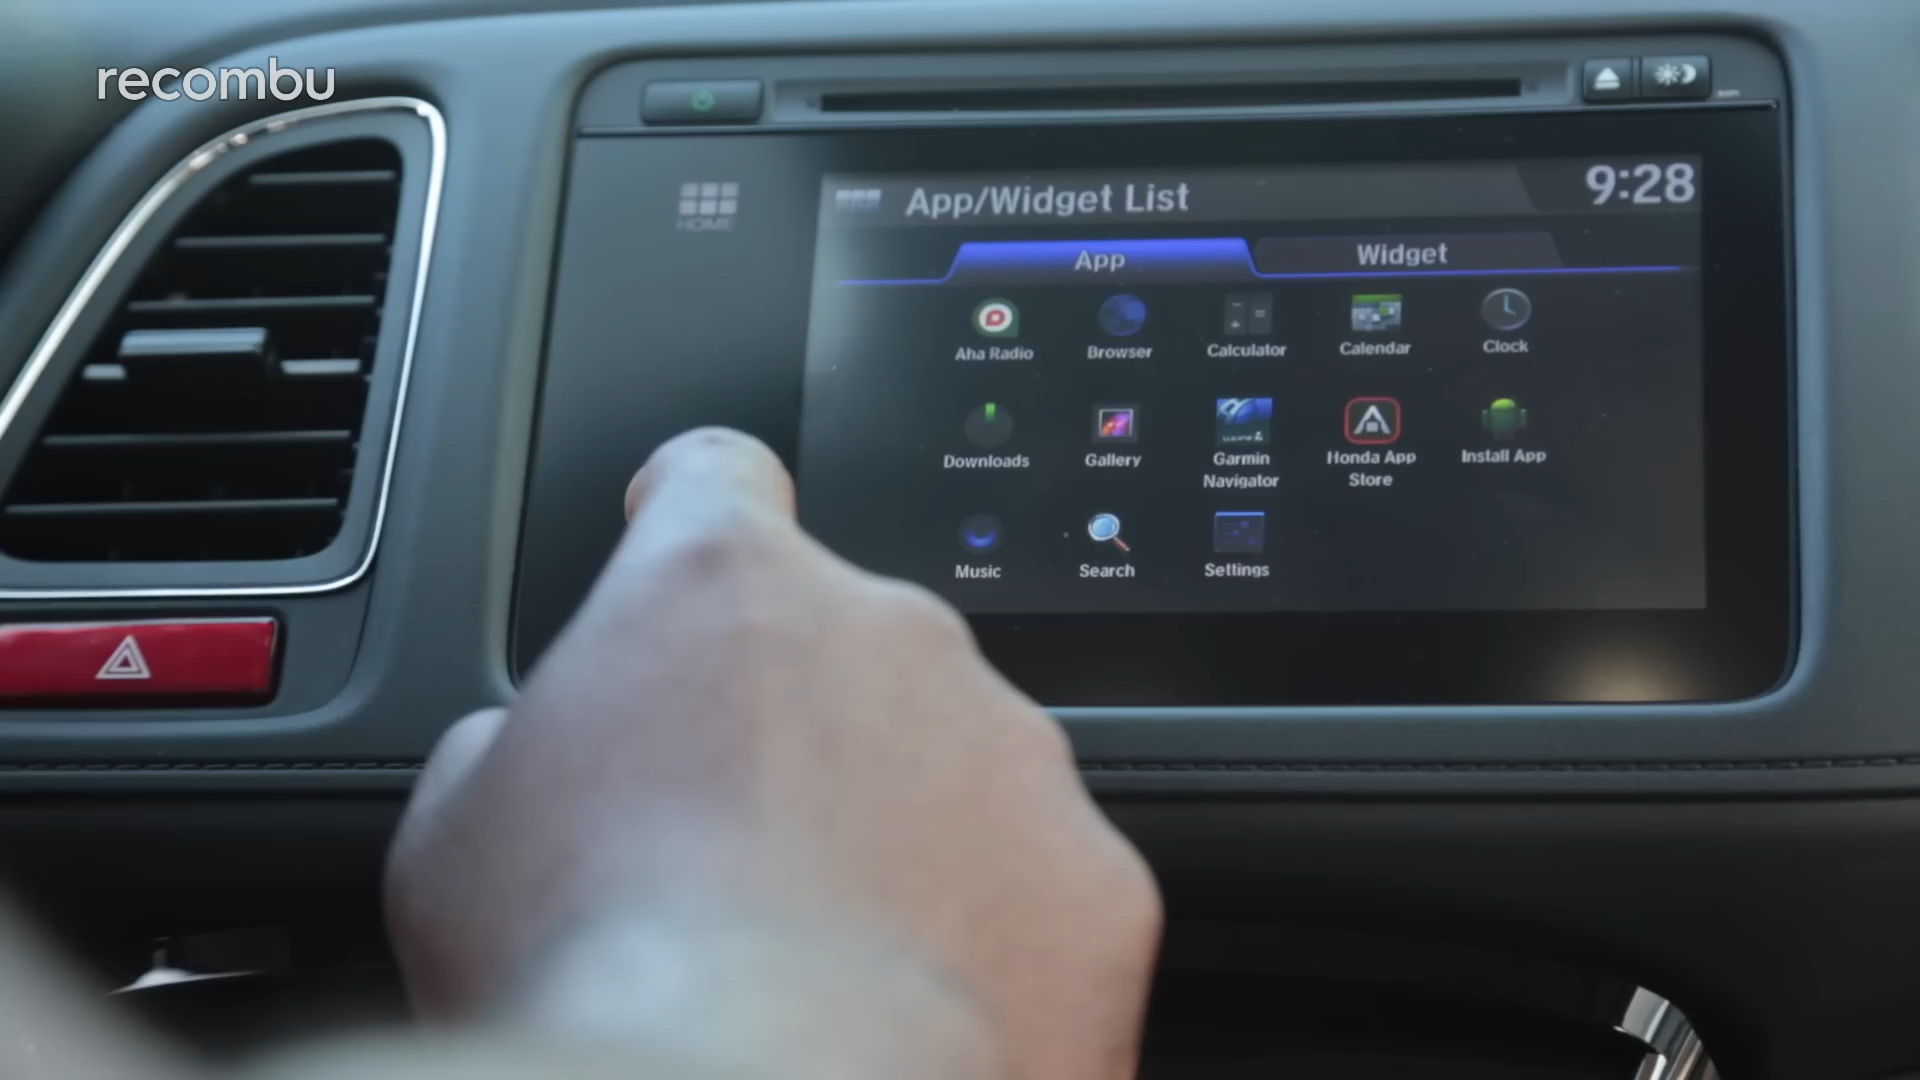 recombu
HOME
App/Widget List
9:28
App
Widget
Aha Radio
Browser
Calculator
Calendar
Clock
Downloads
Gallery
Garmin
Navigator
Honda App
Store
Install App
Music
Search
Settings